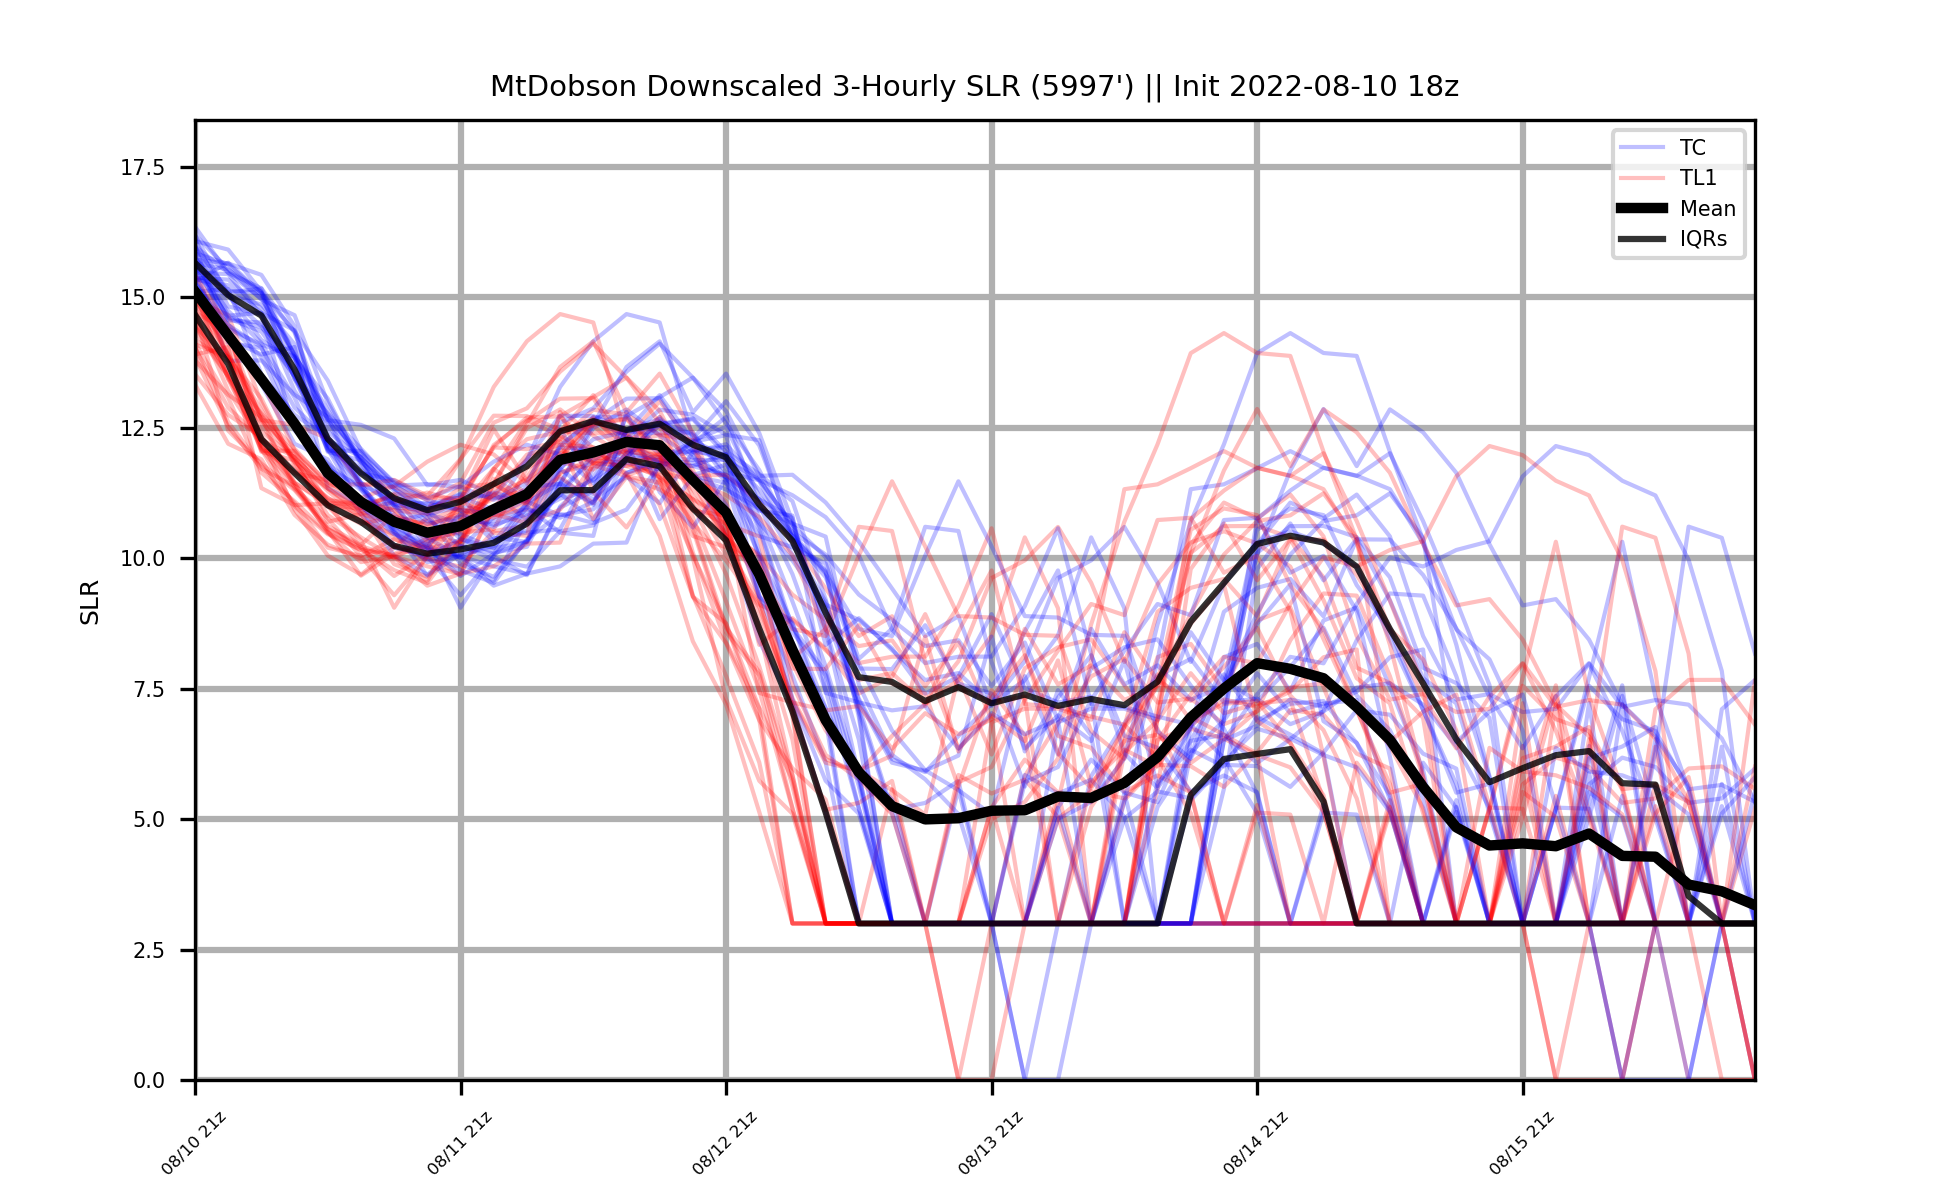 MtDobson Downscaled 3-Hourly SLR (5997') || Init 2022-08-10 18z
TC
TL1
Mean
IQRs
17.5
15.0
12.5
10.0
7.5
5.0
2.5
0.0
SLR
08/10 21z
08/11 21z
08/12 21z
08/13 21z
08/14 21z
08/15 21z